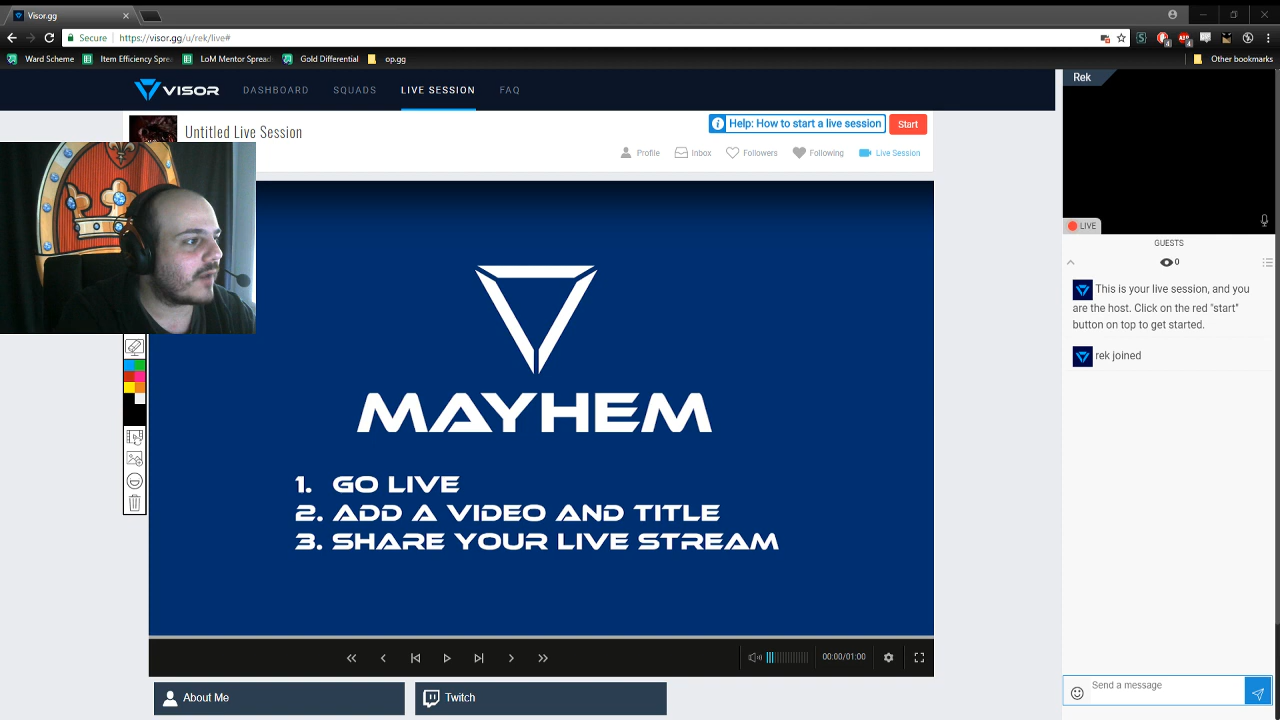 Visor.gg
Secure https://visor.gg/u/rek/live#
Ward Scheme Item Efficiency Spre LoM Mentor Spread Gold Differential op.gg Other bookmarks
VISOR DASHBOARD SQUADS LIVE SESSION FAQ
Untitled Live Session
Help: How to start a live session Start
Profile Inbox Followers Following Live Session
MAYHEM
1. GO LIVE
2. ADD A VIDEO AND TITLE
3. SHARE YOUR LIVE STREAM
00:00/01:00
About Me Twitch
Rek
LIVE
GUESTS
0
This is your live session, and you
are the host. Click on the red "start"
button on top to get started.
rek joined
Send a message